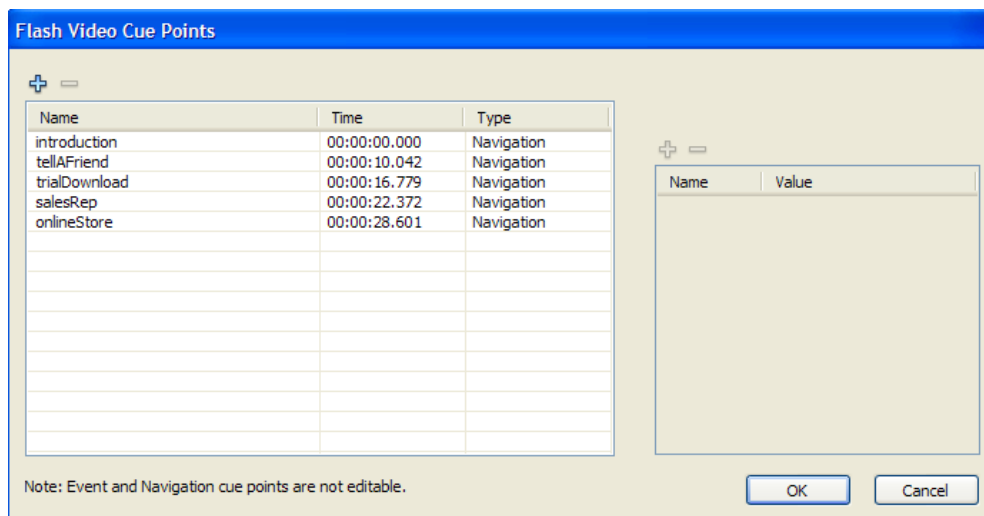 Flash Video Cue Points
Name Time Type
introduction 00:00:00.000 Navigation
tellAFriend 00:00:10.042 Navigation
trialDownload 00:00:16.779 Navigation
salesRep 00:00:22.372 Navigation
onlineStore 00:00:28.601 Navigation
Name Value
Note: Event and Navigation cue points are not editable.
OK Cancel